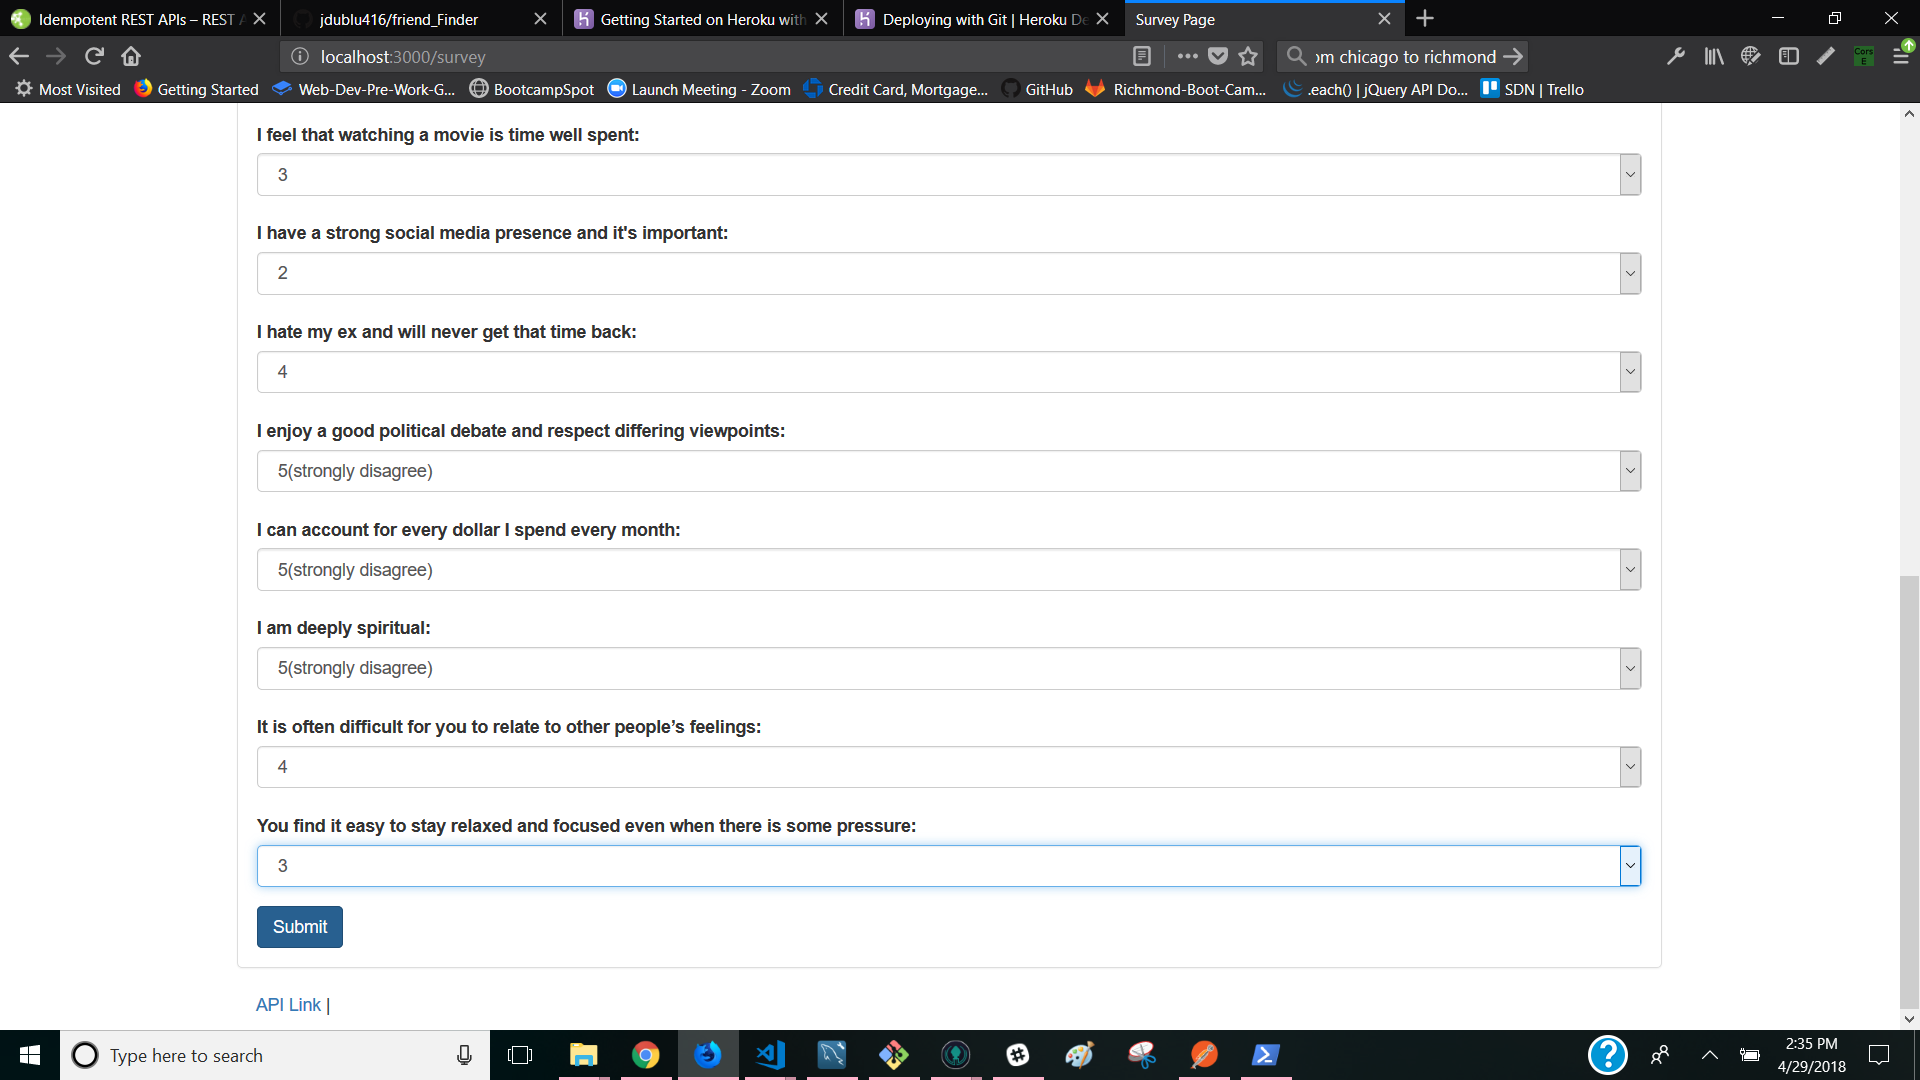 Idempotent REST APIs – REST A
jdublu416/friend_Finder
Getting Started on Heroku with
Deploying with Git | Heroku De
Survey Page
localhost:3000/survey
om chicago to richmond
Most Visited
Getting Started
Web-Dev-Pre-Work-G...
BootcampSpot
Launch Meeting - Zoom
Credit Card, Mortgage...
GitHub
Richmond-Boot-Cam...
.each() | jQuery API Do...
SDN | Trello
I feel that watching a movie is time well spent:
3
I have a strong social media presence and it's important:
2
I hate my ex and will never get that time back:
4
I enjoy a good political debate and respect differing viewpoints:
5(strongly disagree)
I can account for every dollar I spend every month:
5(strongly disagree)
I am deeply spiritual:
5(strongly disagree)
It is often difficult for you to relate to other people’s feelings:
4
You find it easy to stay relaxed and focused even when there is some pressure:
3
Submit
API Link |
Type here to search
2:35 PM
4/29/2018